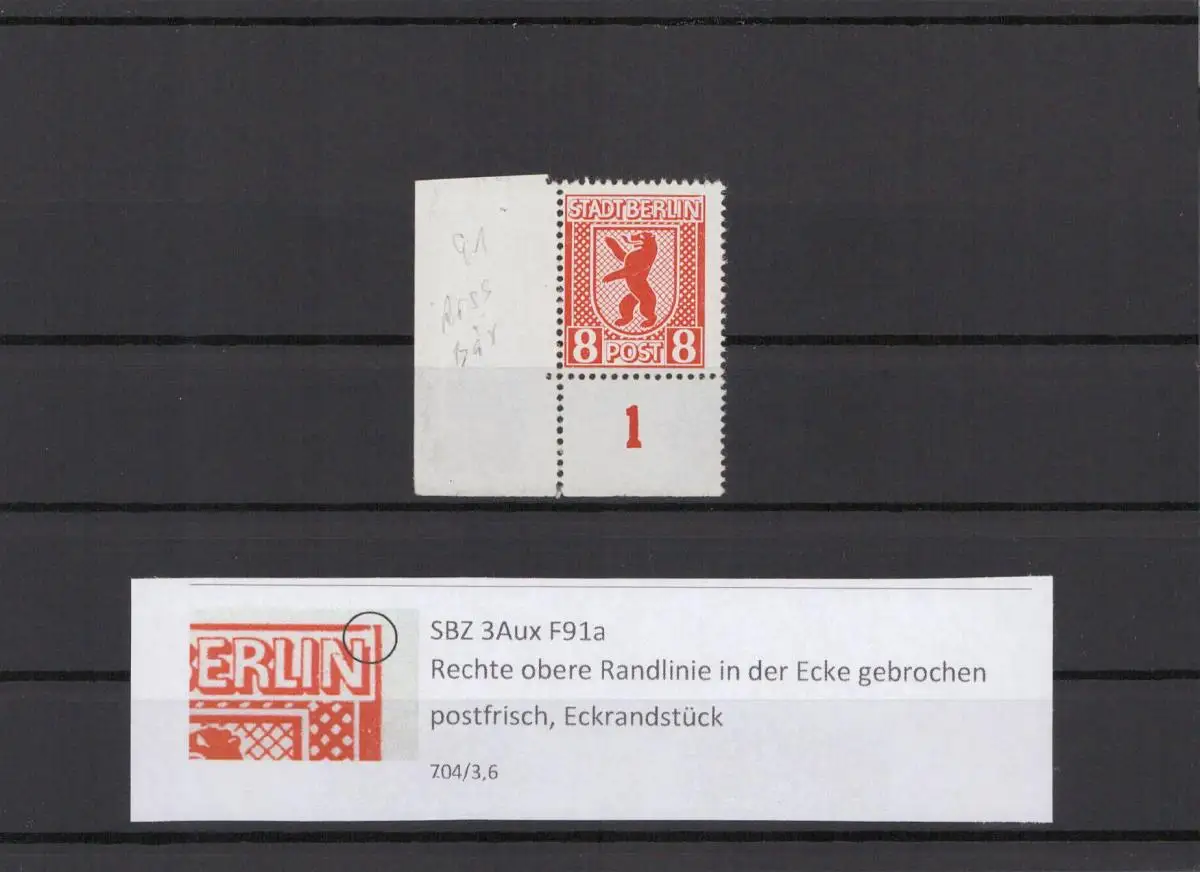 91
STADT BERLIN
8 POST 8
1
BERLIN
SBZ 3Aux F91a
Rechte obere Randlinie in der Ecke gebrochen
postfrisch, Eckrandstück
704/3,6